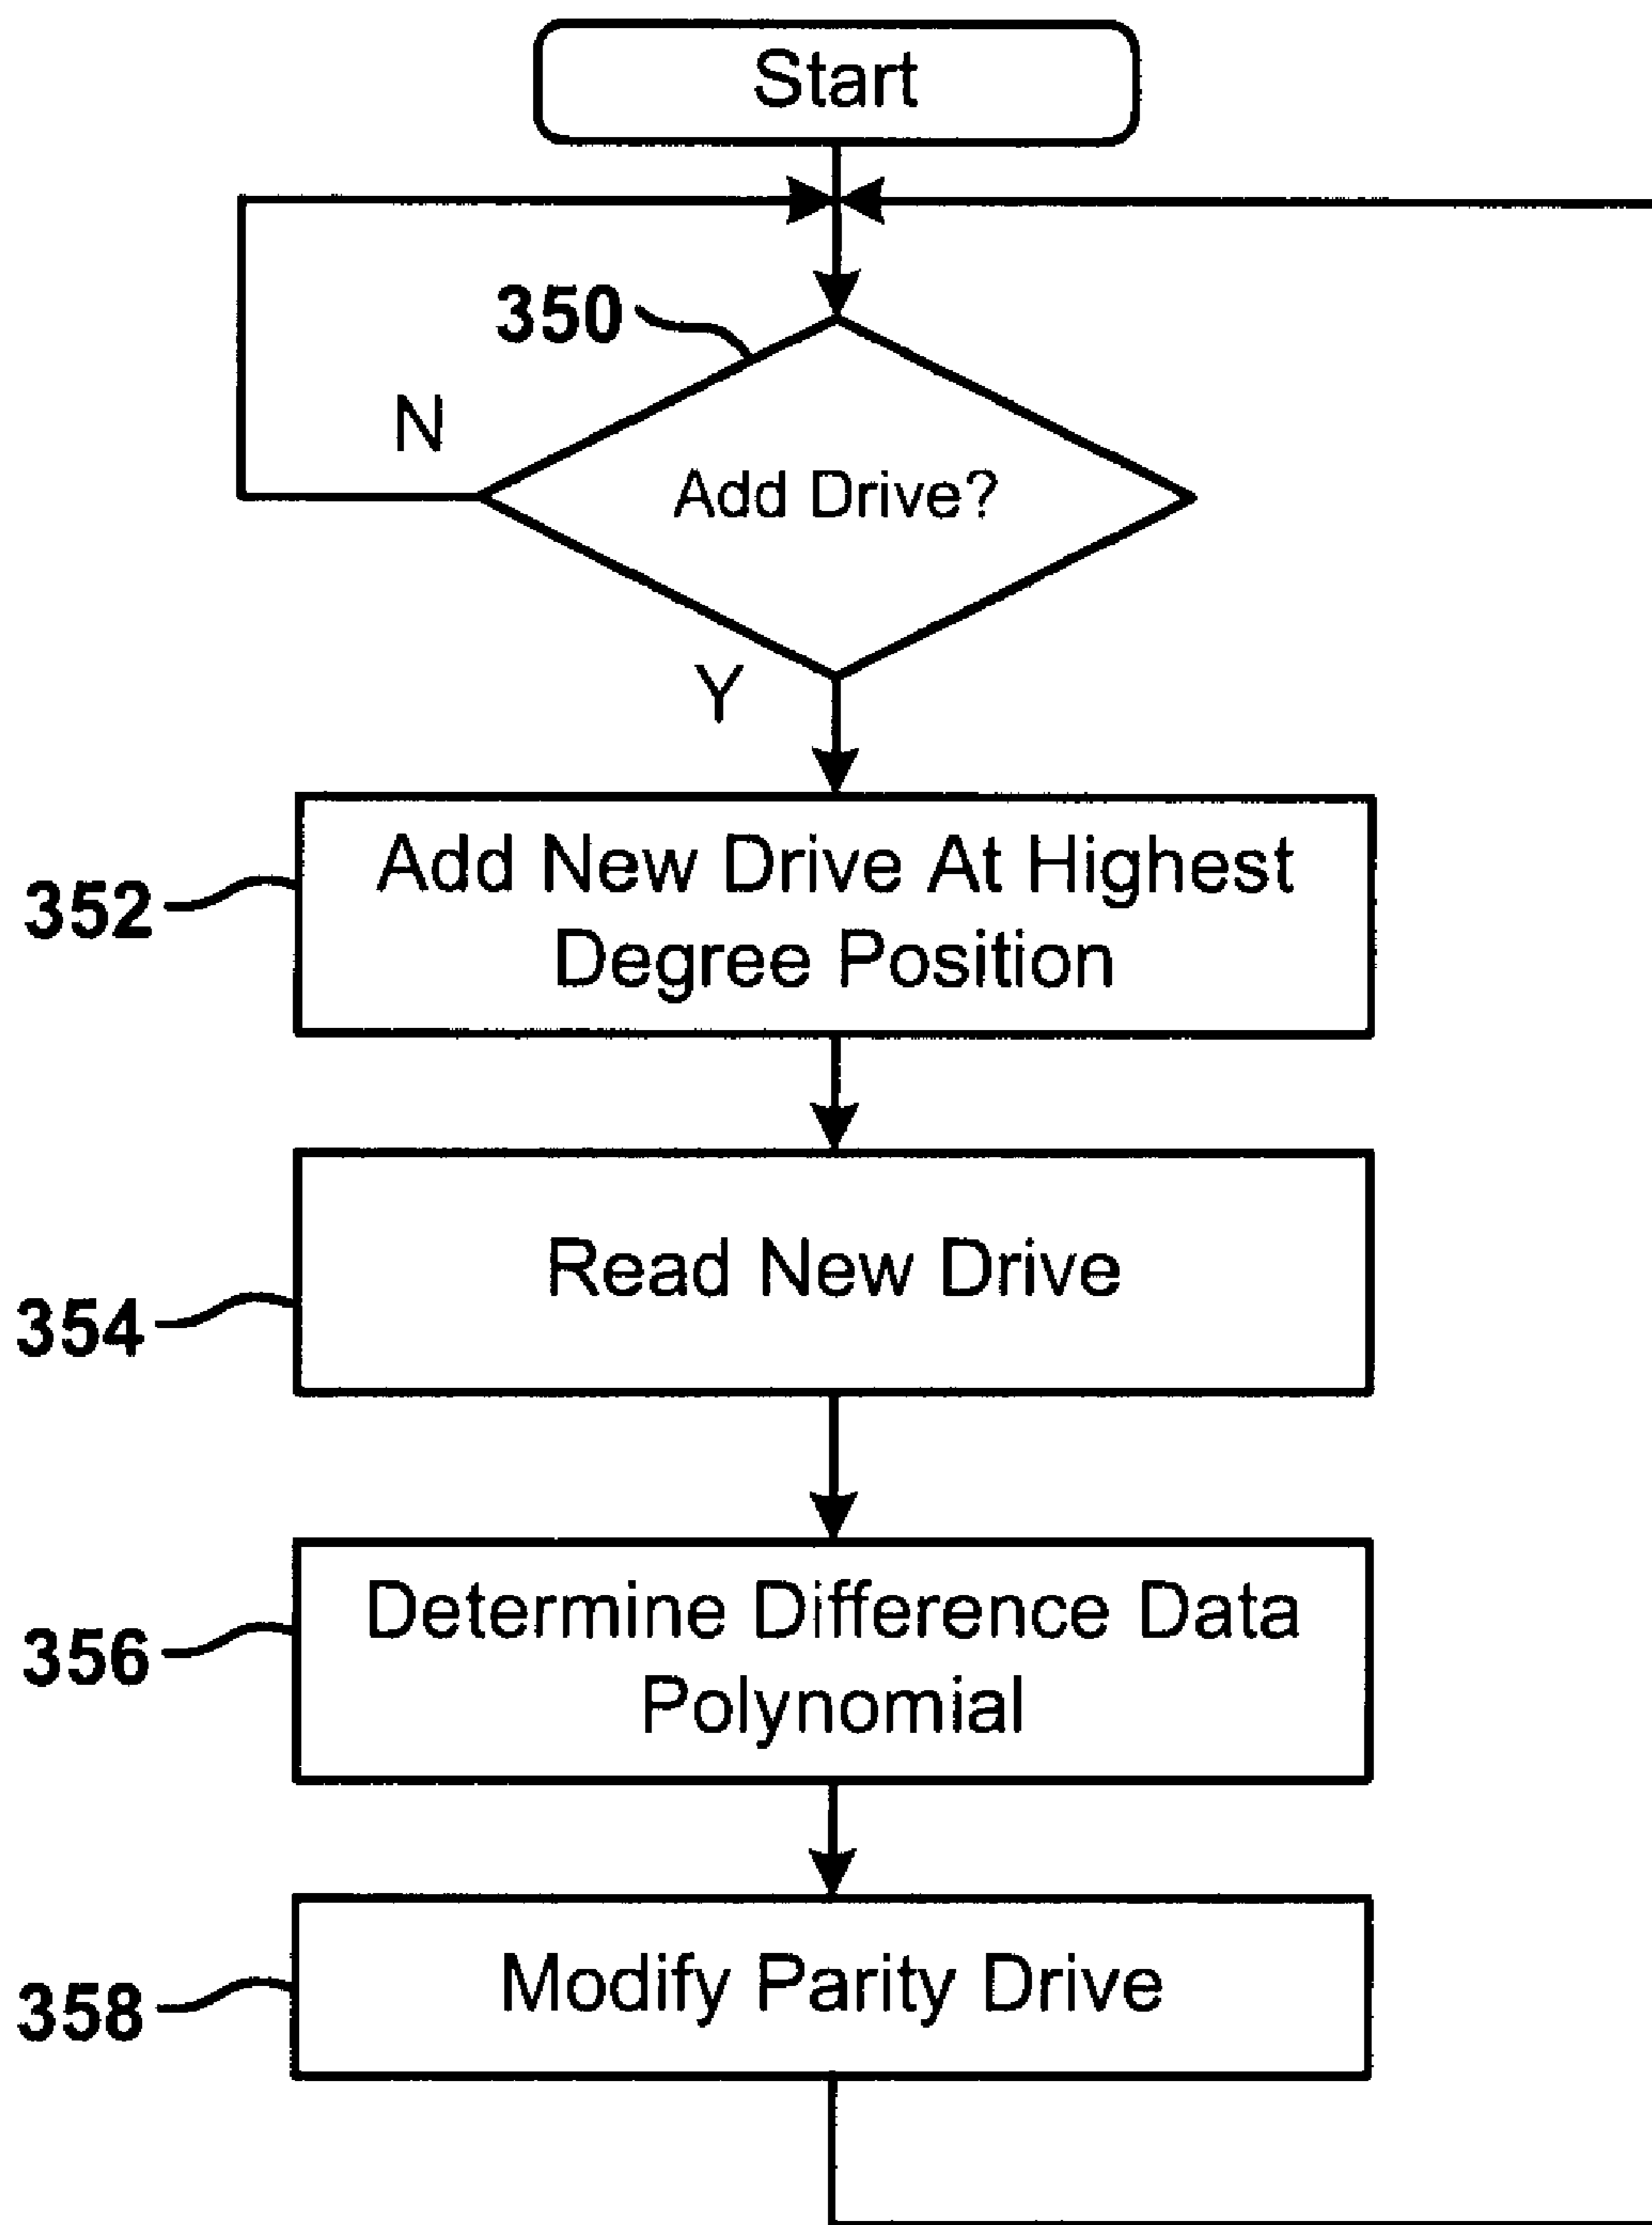 Start
350
N
Add Drive?
Y
Add New Drive At Highest
Degree Position
352
Read New Drive
354
Determine Difference Data
Polynomial
356
Modify Parity Drive
358